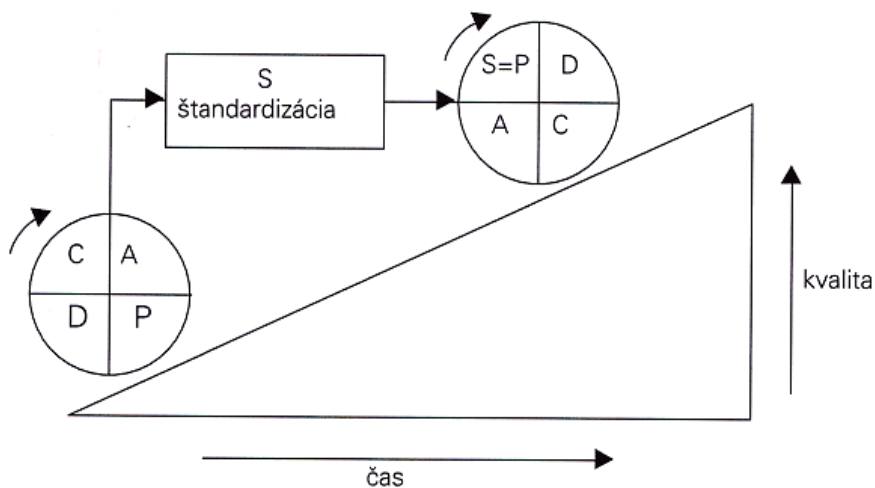 S
štandardizácia
S=P D
A C
C A
D P
kvalita
čas